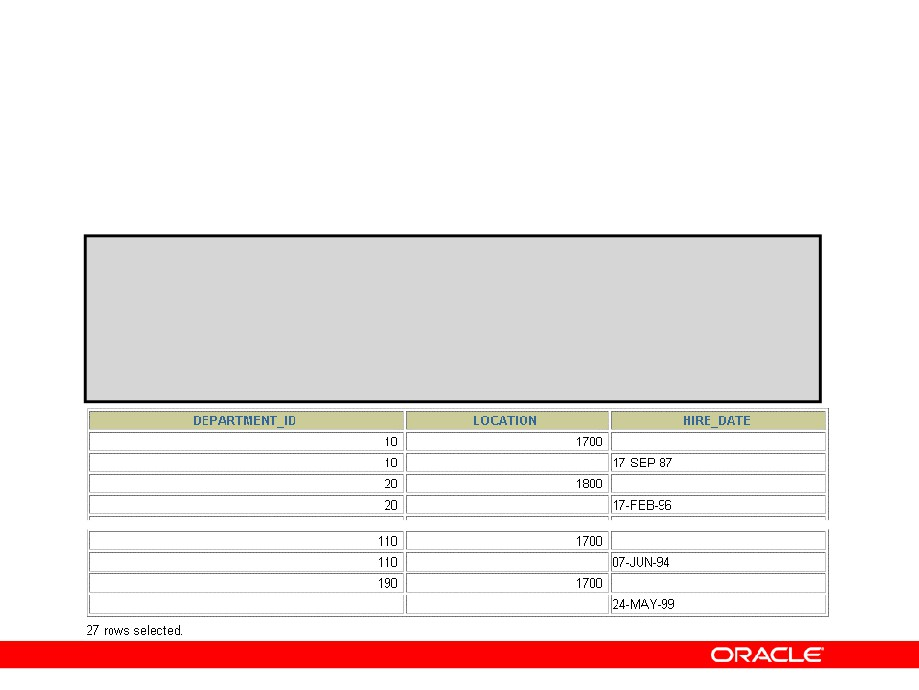 DEPARTMENT_ID LOCATION HIRE_DATE
10 1700
10 17 SEP 87
20 1800
20 17-FEB-96
110 1700
110 07-JUN-94
190 1700
24-MAY-99
27 rows selected.
ORACLE